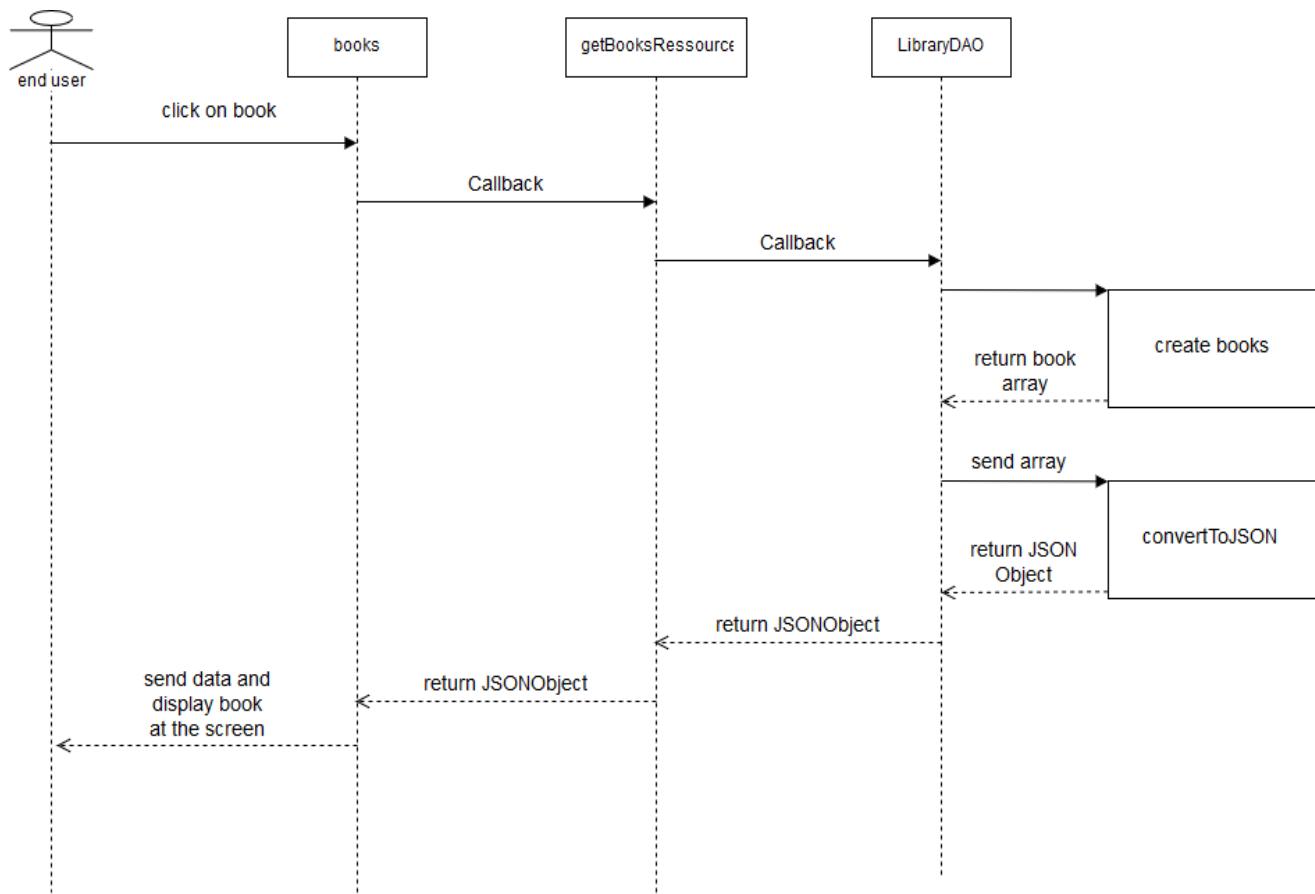 end user
books
getBooksRessource
LibraryDAO
click on book
Callback
Callback
create books
return book
array
send array
convertToJSON
return JSON
Object
return JSONObject
return JSONObject
send data and
display book
at the screen